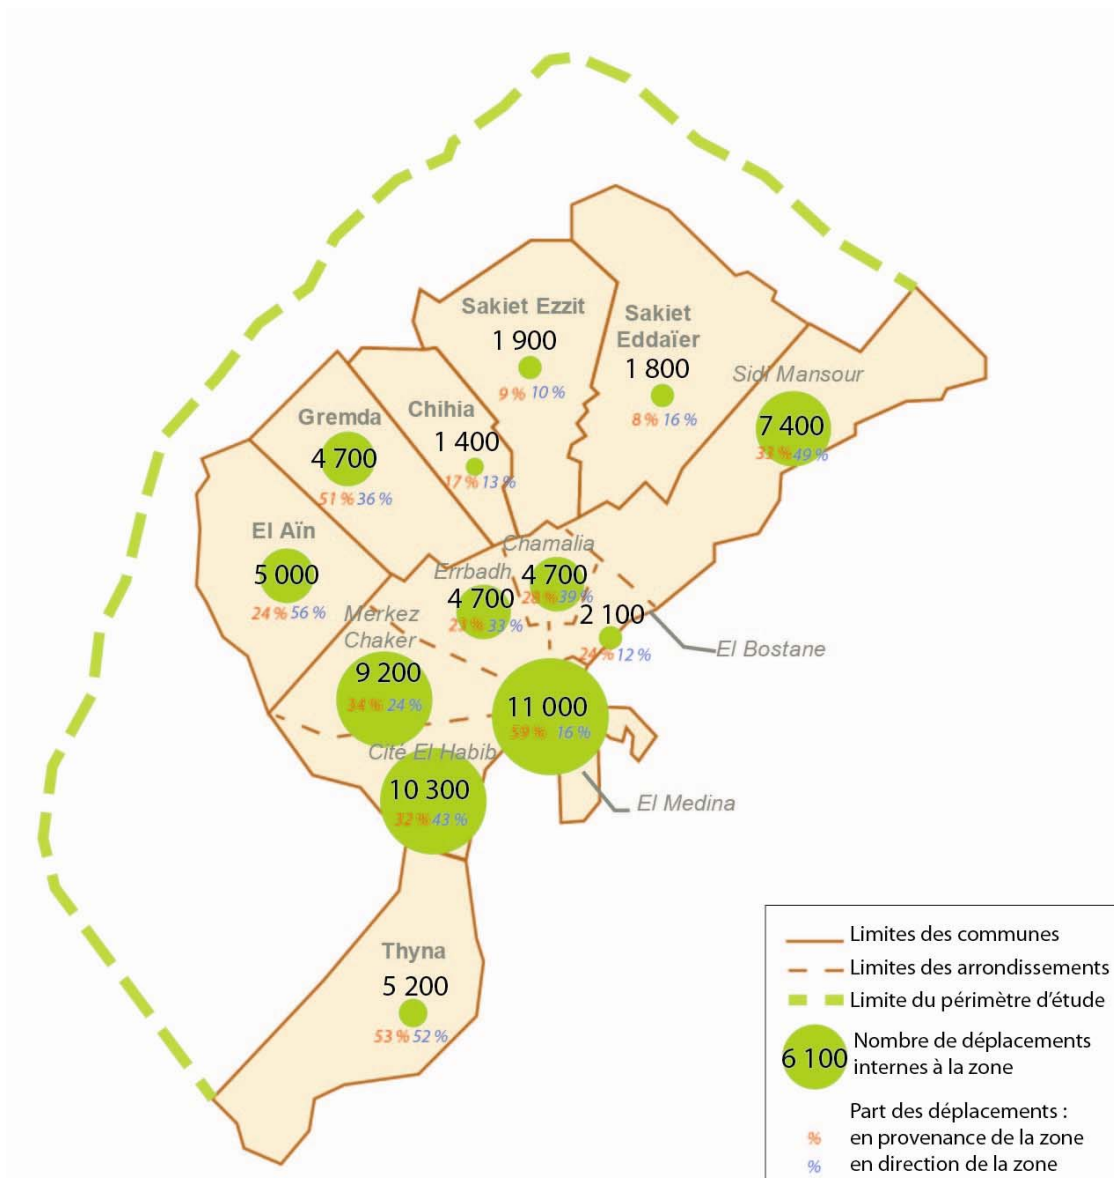 Sakiet Ezzit
1 900
9 % 10 %
Sakiet
Eddaïer
1 800
8 % 16 %
Sidi Mansour
7 400
33 % 49 %
Chihia
1 400
17 % 13 %
Gremda
4 700
51 % 36 %
El Aïn
5 000
24 % 56 %
Chamalia
4 700
28 % 39 %
Errbadh
4 700
23 % 33 %
2 100
24 % 12 %
El Bostane
Merkez
Chaker
9 200
34 % 24 %
11 000
59 % 16 %
El Medina
Cité El Habib
10 300
32 % 43 %
Thyna
5 200
53 % 52 %
Limites des communes
Limites des arrondissements
Limite du périmètre d'étude
6 100
Nombre de déplacements
internes à la zone
Part des déplacements :
% en provenance de la zone
% en direction de la zone